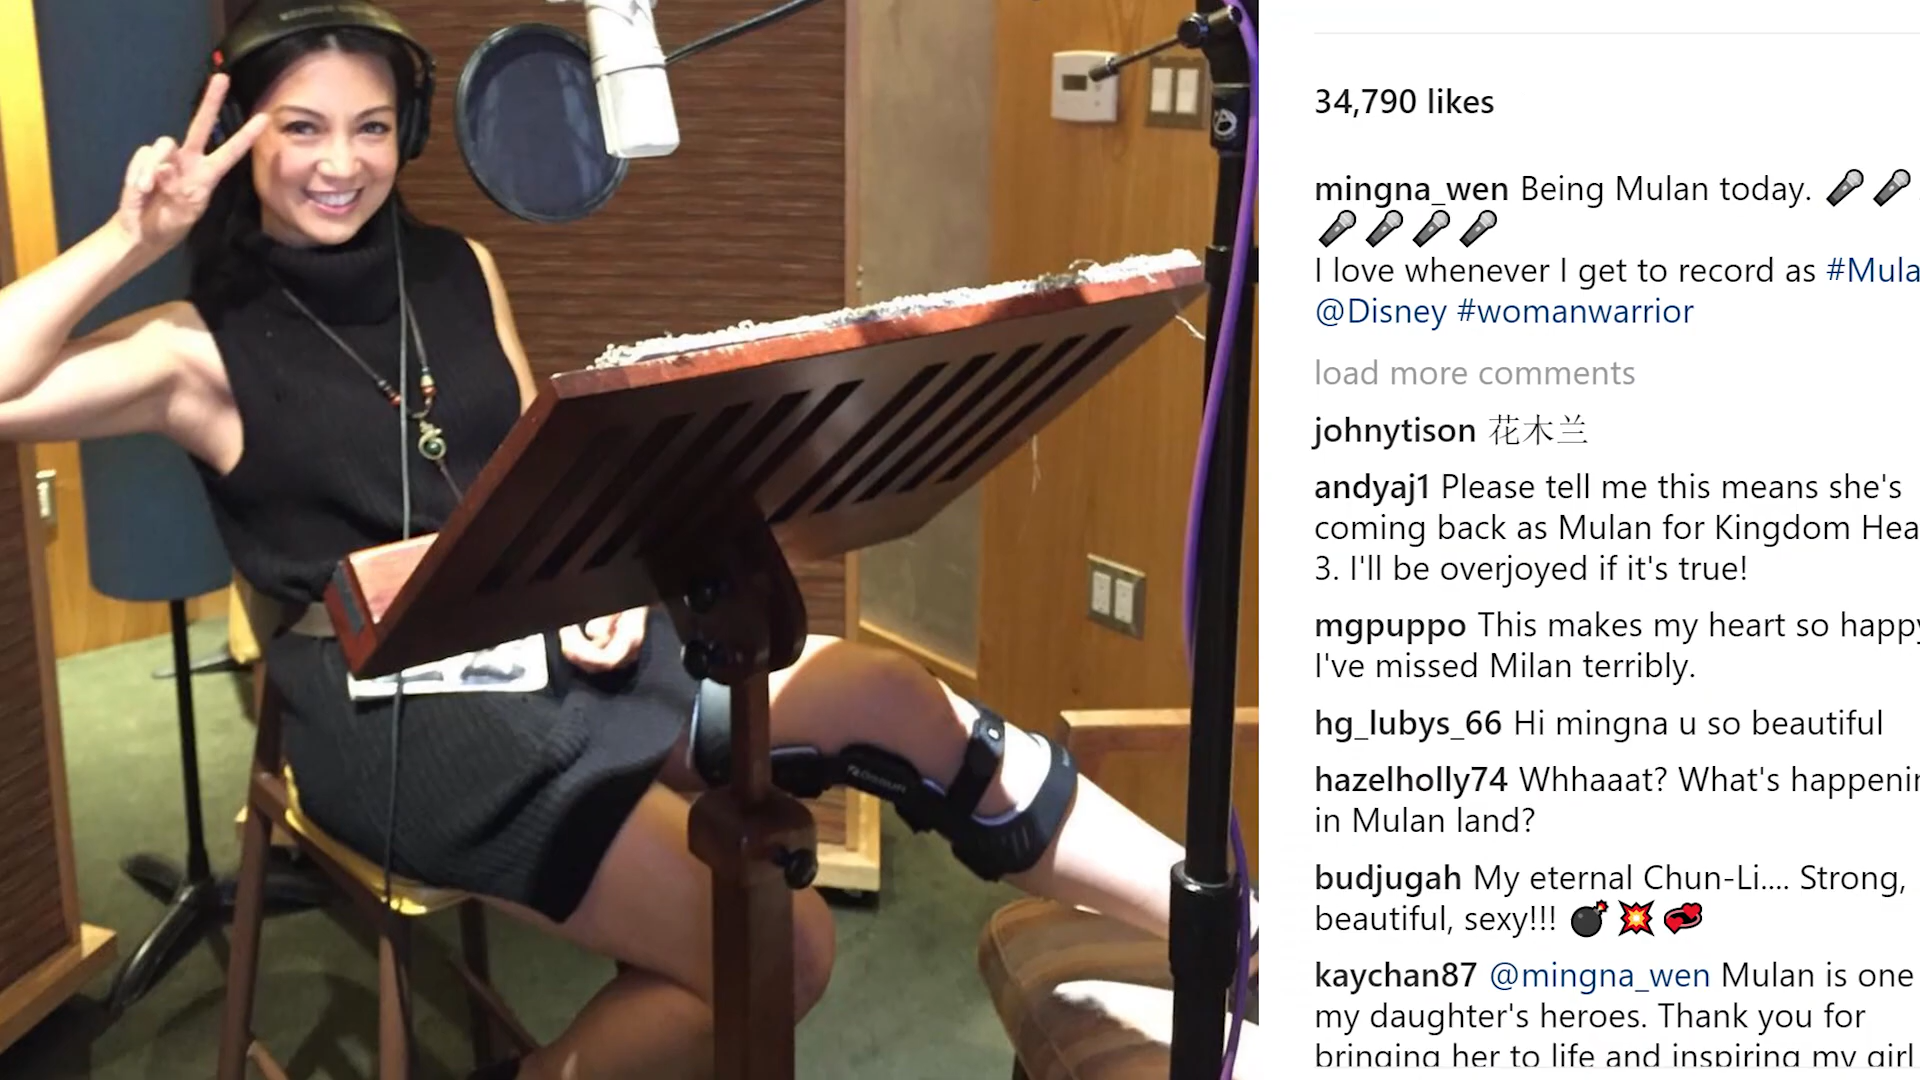 34,790 likes
mingna_wen Being Mulan today. 🎤🎤
🎤🎤🎤🎤
I love whenever I get to record as #Mula
@Disney #womanwarrior
load more comments
johnytison 花木兰
andyaj1 Please tell me this means she's
coming back as Mulan for Kingdom Hea
3. I'll be overjoyed if it's true!
mgpuppo This makes my heart so happy
I've missed Milan terribly.
hg_lubys_66 Hi mingna u so beautiful
hazelholly74 Whhaaat? What's happenin
in Mulan land?
budjugah My eternal Chun-Li.... Strong,
beautiful, sexy!!! 💣💥💞
kaychan87 @mingna_wen Mulan is one
my daughter's heroes. Thank you for
bringing her to life and inspiring my girl